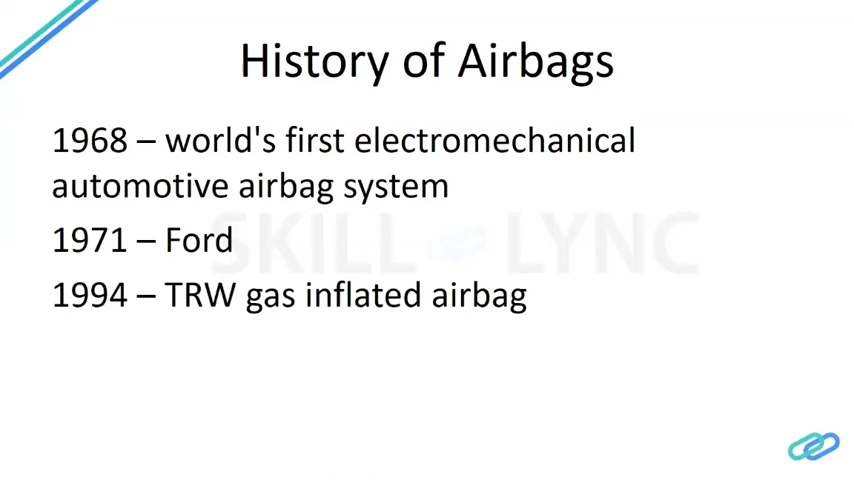 History of Airbags
1968 – world's first electromechanical
automotive airbag system
SKILL LYNC
1971 – Ford
1994 – TRW gas inflated airbag